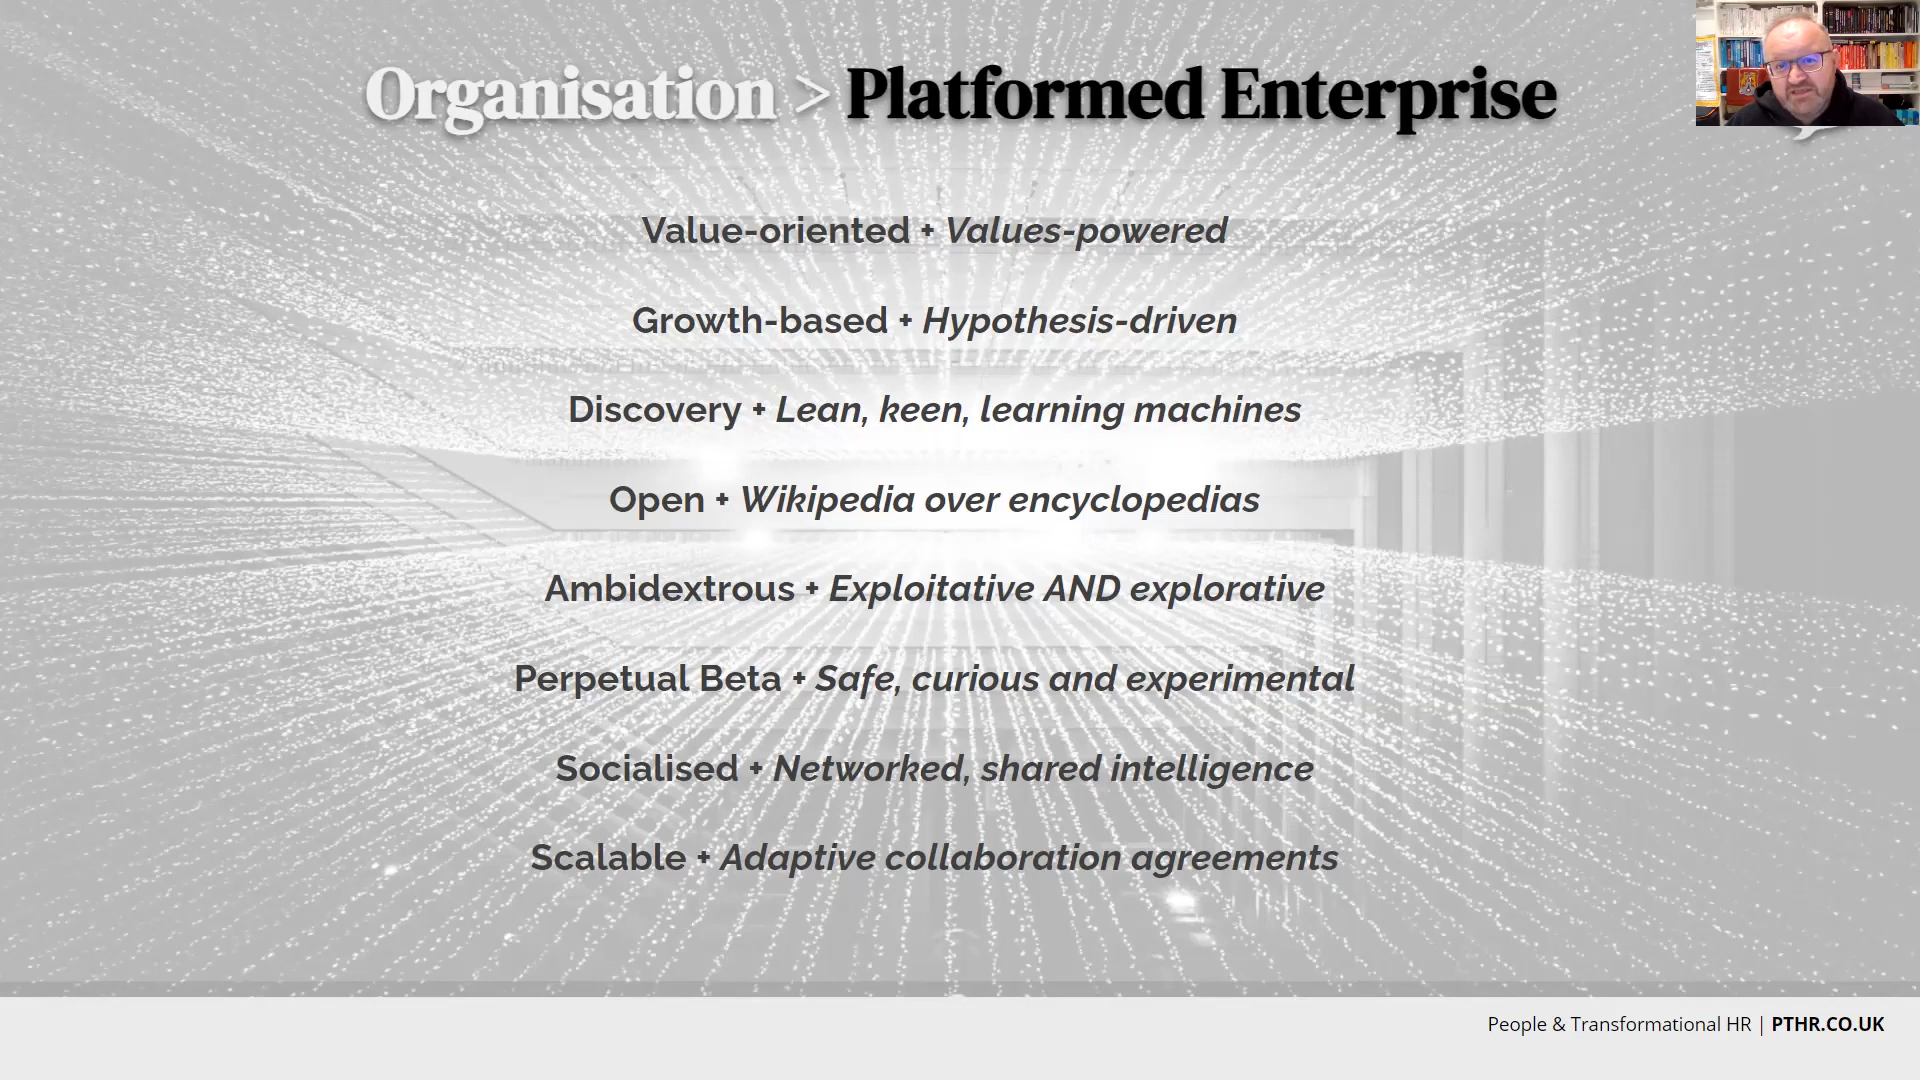 Organisation > Platformed Enterprise
Value-oriented + Values-powered
Growth-based + Hypothesis-driven
Discovery + Lean, keen, learning machines
Open + Wikipedia over encyclopedias
Ambidextrous + Exploitative AND explorative
Perpetual Beta + Safe, curious and experimental
Socialised + Networked, shared intelligence
Scalable + Adaptive collaboration agreements
People & Transformational HR | PTHR.CO.UK